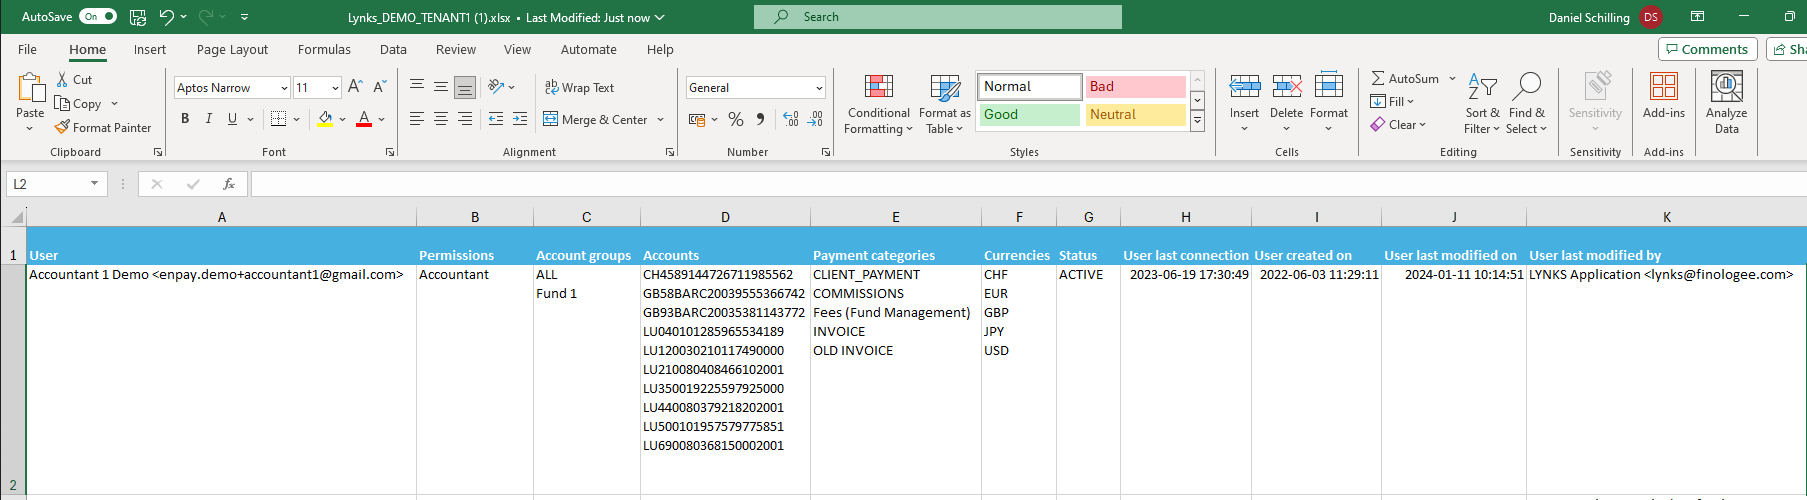 AutoSave On Lynks_DEMO_TENANT1 (1).xlsx • Last Modified: Just now Search Daniel Schilling DS
File Home Insert Page Layout Formulas Data Review View Automate Help Comments Sha
Paste Cut Copy Format Painter Clipboard
Aptos Narrow 11 B I U Font
Wrap Text Merge & Center Alignment
General % Number
Conditional Formatting Format as Table Normal Bad Good Neutral Styles
Insert Delete Format Cells
AutoSum Fill Clear Sort & Filter Find & Select Editing
Sensitivity Sensitivity
Add-ins Add-ins
Analyze Data
L2 fx
A B C D E F G H I J K
1 User Permissions Account groups Accounts Payment categories Currencies Status User last connection User created on User last modified on User last modified by
Accountant 1 Demo <enpay.demo+accountant1@gmail.com> Accountant ALL CH4589144726711985562 CLIENT_PAYMENT CHF ACTIVE 2023-06-19 17:30:49 2022-06-03 11:29:11 2024-01-11 10:14:51 LYNKS Application <lynks@finologee.com>
Fund 1 GB58BARC20039555366742 COMMISSIONS EUR
GB93BARC20035381143772 Fees (Fund Management) GBP
LU040101285965534189 INVOICE JPY
LU120030210117490000 OLD INVOICE USD
LU210080408466102001
LU350019225597925000
LU440080379218202001
LU500101957579775851
LU690080368150002001
2